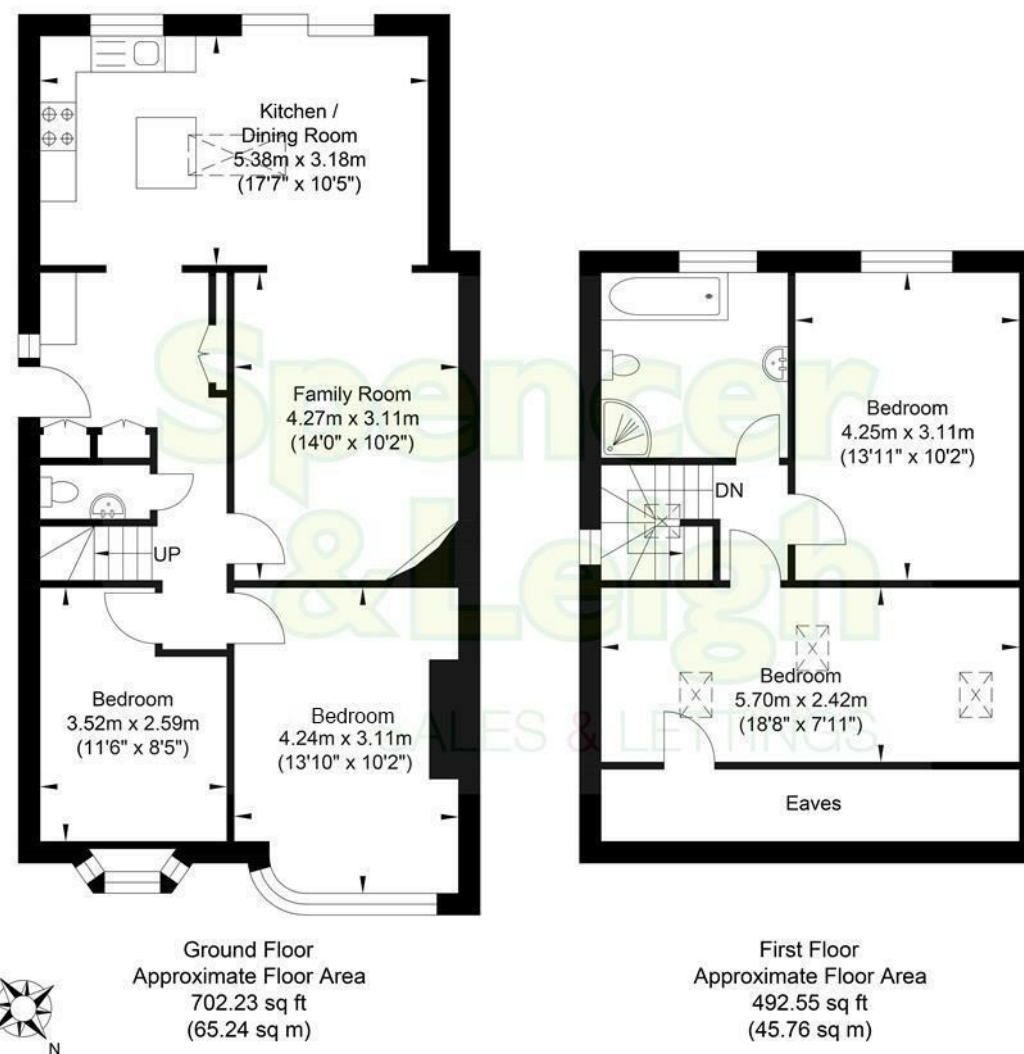 Kitchen /
Dining Room
5.38m x 3.18m
(17'7" x 10'5")
Family Room
4.27m x 3.11m
(14'0" x 10'2")
UP
Bedroom
3.52m x 2.59m
(11'6" x 8'5")
Bedroom
4.24m x 3.11m
(13'10" x 10'2")
Bedroom
4.25m x 3.11m
(13'11" x 10'2")
DN
Bedroom
5.70m x 2.42m
(18'8" x 7'11")
Eaves
Spencer
& Leigh
SALES & LETTINGS
Ground Floor
Approximate Floor Area
702.23 sq ft
(65.24 sq m)
First Floor
Approximate Floor Area
492.55 sq ft
(45.76 sq m)
N